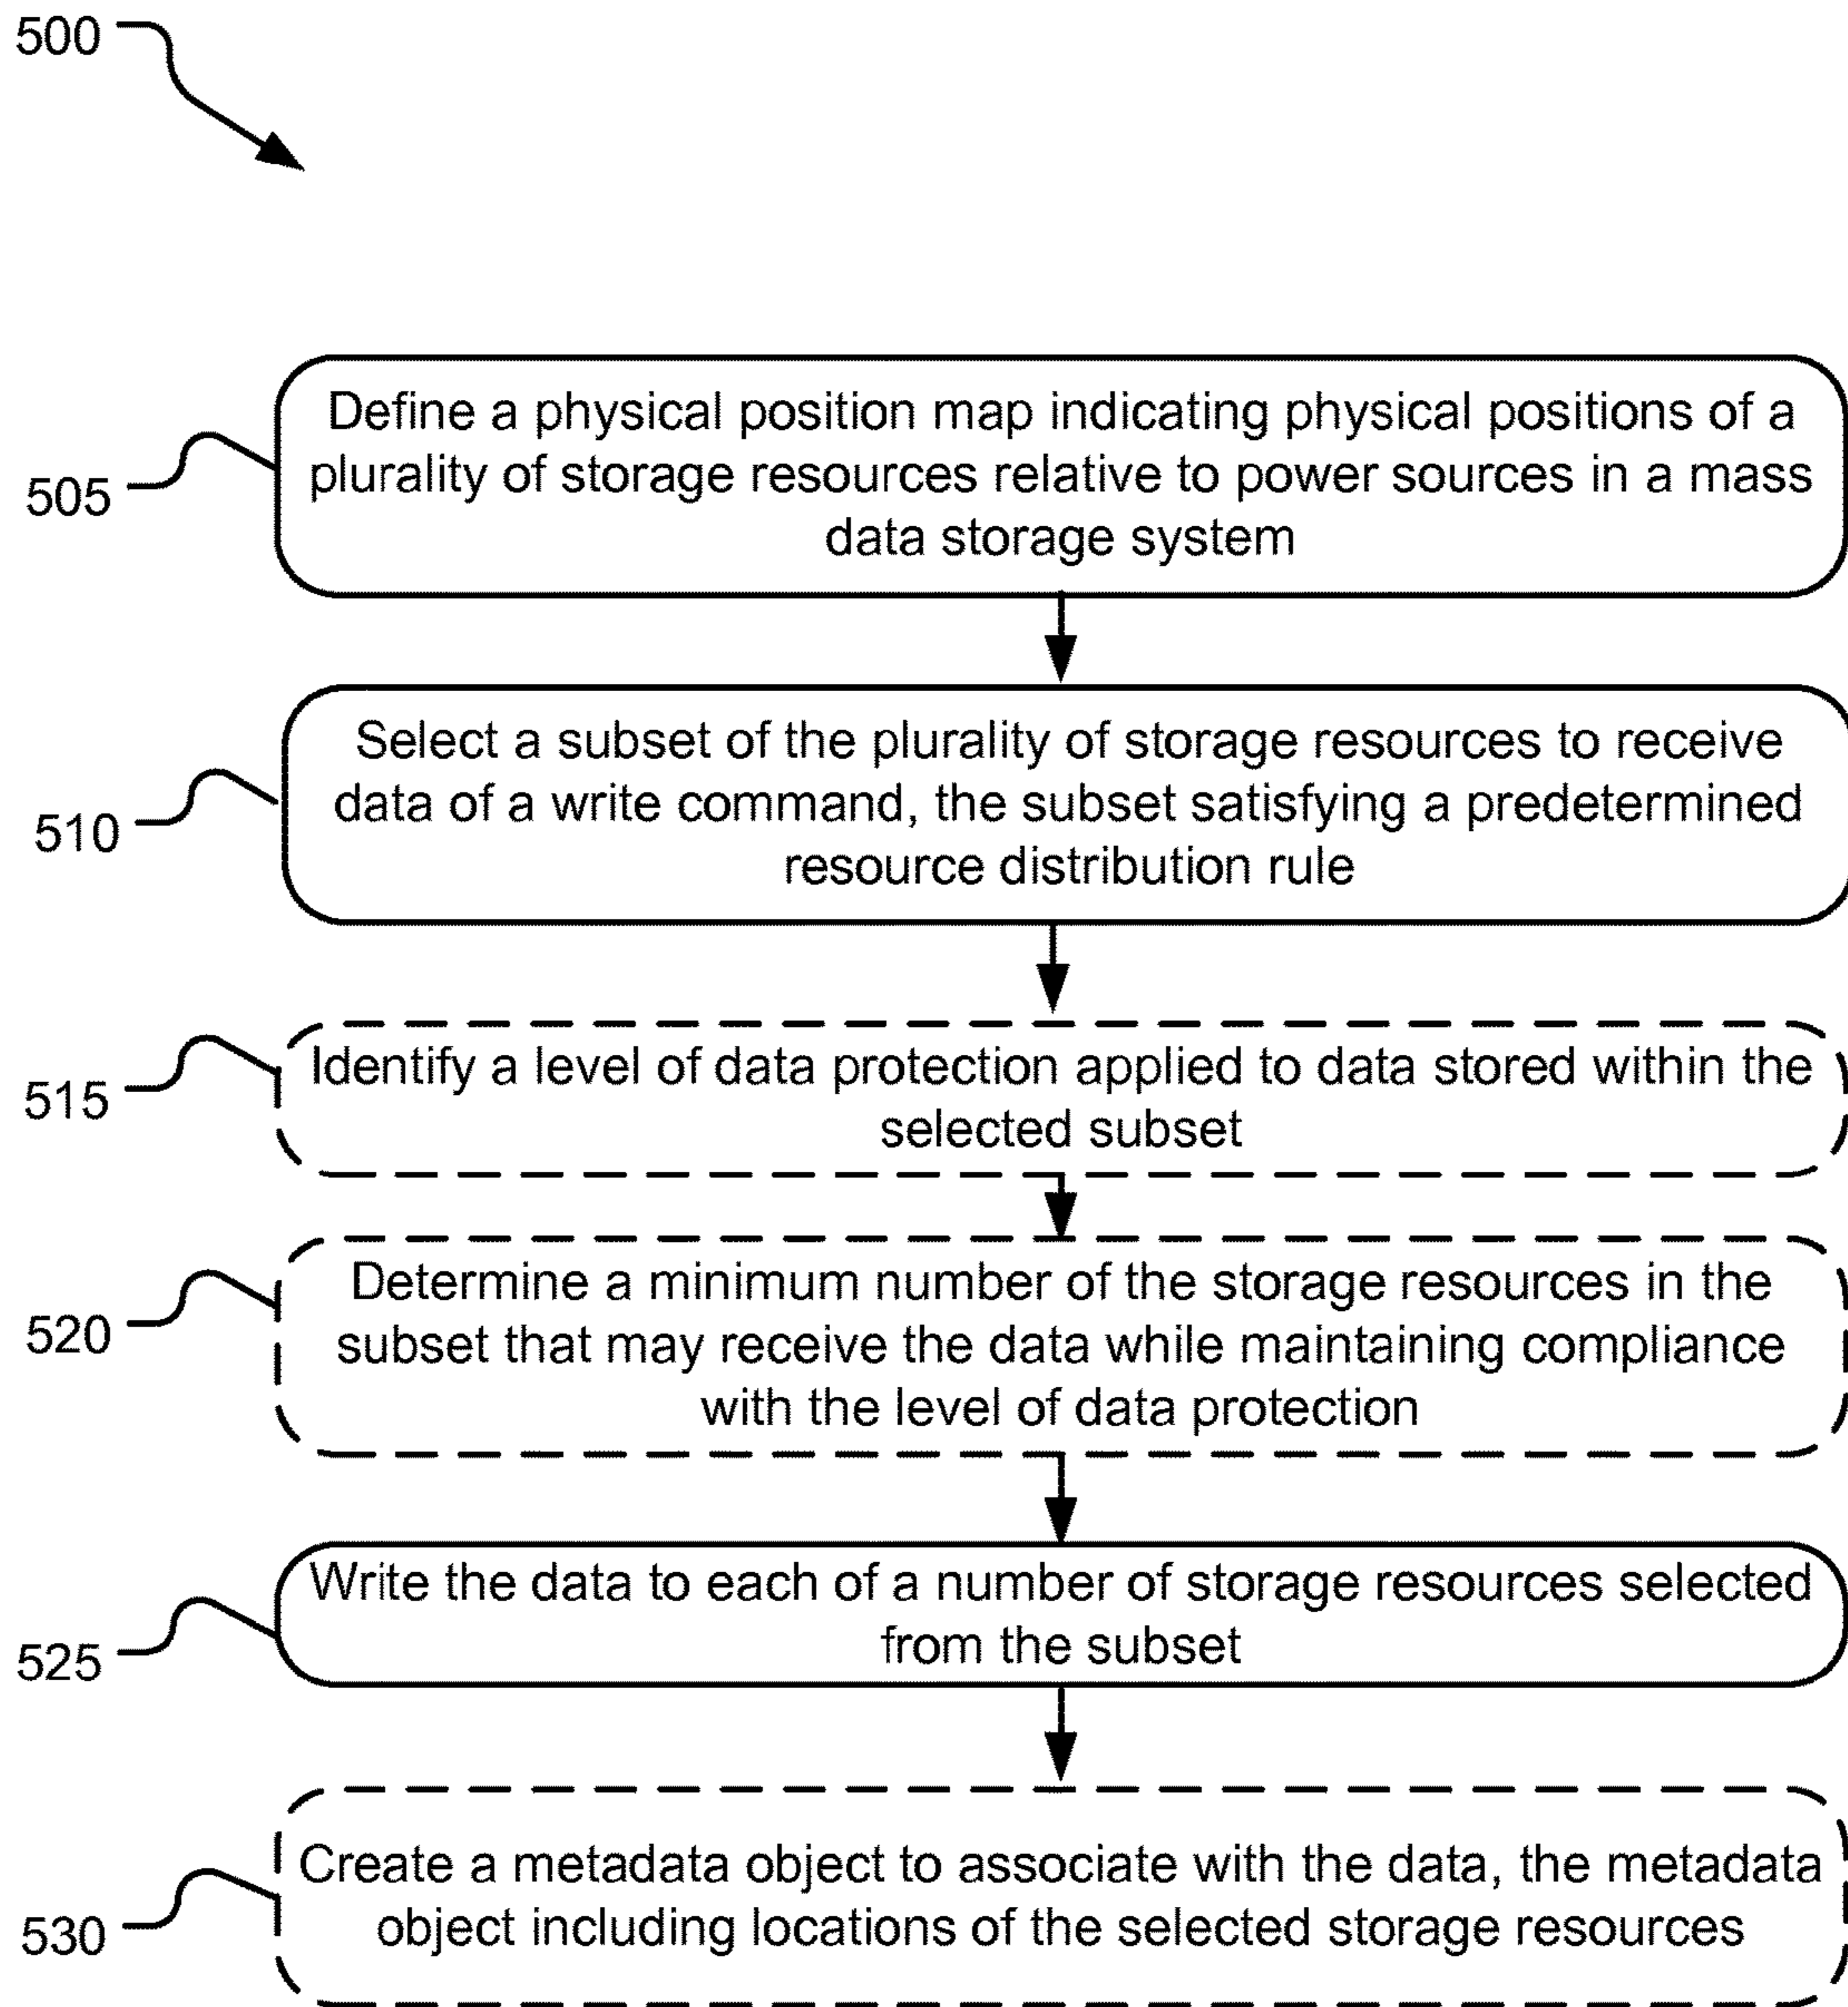 500
505
Define a physical position map indicating physical positions of a
plurality of storage resources relative to power sources in a mass
data storage system
510
Select a subset of the plurality of storage resources to receive
data of a write command, the subset satisfying a predetermined
resource distribution rule
515
Identify a level of data protection applied to data stored within the
selected subset
520
Determine a minimum number of the storage resources in the
subset that may receive the data while maintaining compliance
with the level of data protection
525
Write the data to each of a number of storage resources selected
from the subset
530
Create a metadata object to associate with the data, the metadata
object including locations of the selected storage resources